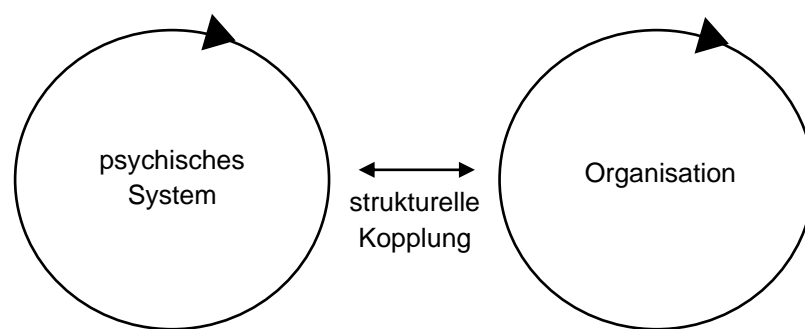 psychisches
System
strukturelle
Kopplung
Organisation